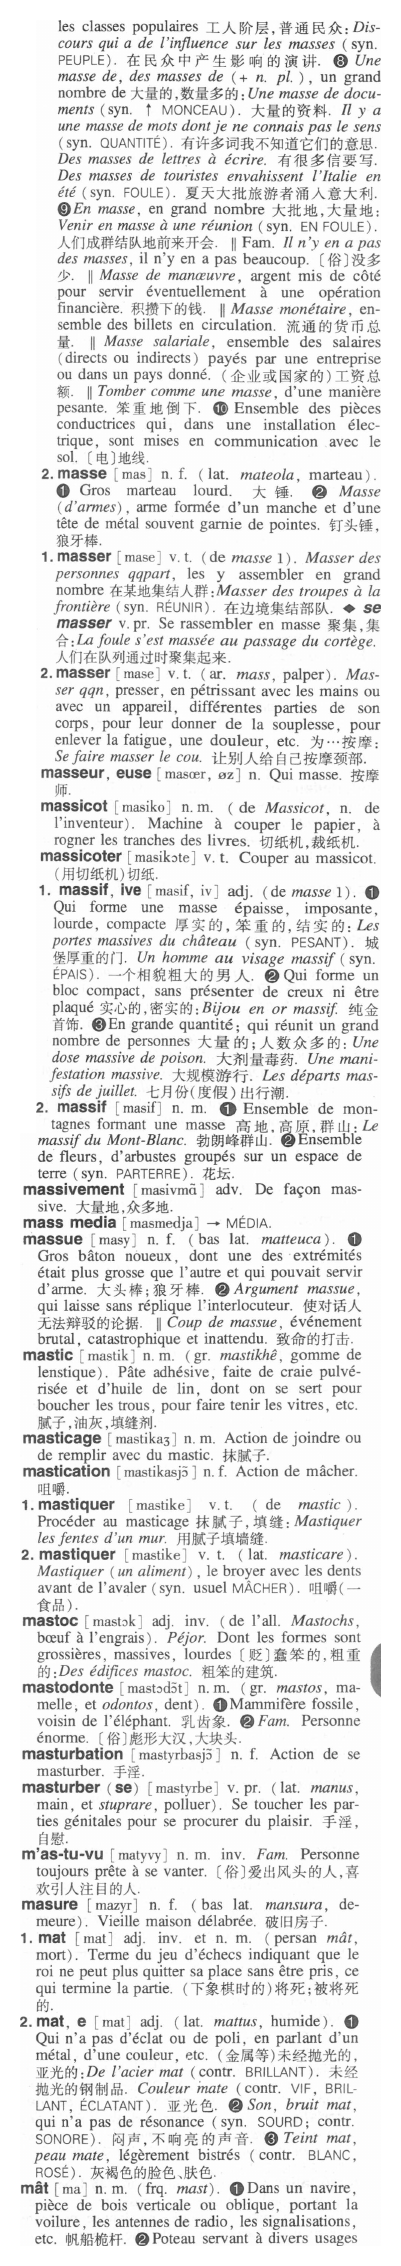 les classes populaires 工人阶层,普通民众: Dis-
cours qui a de l'influence sur les masses (syn.
PEUPLE). 在民众中产生影响的演讲. ❽ Une
masse de, des masses de (+ n. pl.), un grand
nombre de 大量的,数量多的: Une masse de docu-
ments (syn. ↑ MONCEAU). 大量的资料. Il y a
une masse de mots dont je ne connais pas le sens
(syn. QUANTITÉ). 有许多词我不知道它们的意思.
Des masses de lettres à écrire. 有很多信要写.
Des masses de touristes envahissent l'Italie en
été (syn. FOULE). 夏天大批旅游者涌入意大利.
❾ En masse, en grand nombre 大批地,大量地:
Venir en masse à une réunion (syn. EN FOULE).
人们成群结队地前来开会. ‖ Fam. Il n'y en a pas
des masses, il n'y en a pas beaucoup. 〔俗〕没多
少. ‖ Masse de manœuvre, argent mis de côté
pour servir éventuellement à une opération
financière. 积攒下的钱. ‖ Masse monétaire, en-
semble des billets en circulation. 流通的货币总
量. ‖ Masse salariale, ensemble des salaires
(directs ou indirects) payés par une entreprise
ou dans un pays donné. (企业或国家的)工资总
额. ‖ Tomber comme une masse, d'une manière
pesante. 笨重地倒下. ❿ Ensemble des pièces
conductrices qui, dans une installation élec-
trique, sont mises en communication avec le
sol. 〔电〕地线.
2. masse [mas] n. f. (lat. mateola, marteau).
❶ Gros marteau lourd. 大锤. ❷ Masse
(d'armes), arme formée d'un manche et d'une
tête de métal souvent garnie de pointes. 钉头锤,
狼牙棒.
1. masser [mase] v. t. (de masse 1). Masser des
personnes qqpart, les y assembler en grand
nombre 在某地集结人群: Masser des troupes à la
frontière (syn. RÉUNIR). 在边境集结部队. ◆ se
masser v. pr. Se rassembler en masse 聚集,集
合: La foule s'est massée au passage du cortège.
人们在队列通过时聚集起来.
2. masser [mase] v. t. (ar. mass, palper). Mas-
ser qqn, presser, en pétrissant avec les mains ou
avec un appareil, différentes parties de son
corps, pour leur donner de la souplesse, pour
enlever la fatigue, une douleur, etc. 为…按摩:
Se faire masser le cou. 让别人给自己按摩颈部.
masseur, euse [masœr, øz] n. Qui masse. 按摩
师.
massicot [masiko] n. m. (de Massicot, n. de
l'inventeur). Machine à couper le papier, à
rogner les tranches des livres. 切纸机,裁纸机.
massicoter [masikɔte] v. t. Couper au massicot.
(用切纸机)切纸.
1. massif, ive [masif, iv] adj. (de masse 1). ❶
Qui forme une masse épaisse, imposante,
lourde, compacte 厚实的,笨重的,结实的: Les
portes massives du château (syn. PESANT). 城
堡厚重的门. Un homme au visage massif (syn.
ÉPAIS). 一个相貌粗大的男人. ❷ Qui forme un
bloc compact, sans présenter de creux ni être
plaqué 实心的,密实的: Bijou en or massif. 纯金
首饰. ❸ En grande quantité; qui réunit un grand
nombre de personnes 大量的;人数众多的: Une
dose massive de poison. 大剂量毒药. Une mani-
festation massive. 大规模游行. Les départs mas-
sifs de juillet. 七月份(度假)出行潮.
2. massif [masif] n. m. ❶ Ensemble de mon-
tagnes formant une masse 高地,高原,群山: Le
massif du Mont-Blanc. 勃朗峰群山. ❷ Ensemble
de fleurs, d'arbustes groupés sur un espace de
terre (syn. PARTERRE). 花坛.
massivement [masivmɑ̃] adv. De façon mas-
sive. 大量地,众多地.
mass media [masmedja] → MÉDIA.
massue [masy] n. f. (bas lat. matteuca). ❶
Gros bâton noueux, dont une des extrémités
était plus grosse que l'autre et qui pouvait servir
d'arme. 大头棒;狼牙棒. ❷ Argument massue,
qui laisse sans réplique l'interlocuteur. 使对话人
无法辩驳的论据. ‖ Coup de massue, événement
brutal, catastrophique et inattendu. 致命的打击.
mastic [mastik] n. m. (gr. mastikhê, gomme de
lenstique). Pâte adhésive, faite de craie pulvé-
risée et d'huile de lin, dont on se sert pour
boucher les trous, pour faire tenir les vitres, etc.
腻子,油灰,填缝剂.
masticage [mastikaʒ] n. m. Action de joindre ou
de remplir avec du mastic. 抹腻子.
mastication [mastikasjɔ̃] n. f. Action de mâcher.
咀嚼.
1. mastiquer [mastike] v. t. (de mastic).
Procéder au masticage 抹腻子,填缝: Mastiquer
les fentes d'un mur. 用腻子填墙缝.
2. mastiquer [mastike] v. t. (lat. masticare).
Mastiquer (un aliment), le broyer avec les dents
avant de l'avaler (syn. usuel MÂCHER). 咀嚼(一
食品).
mastoc [mastɔk] adj. inv. (de l'all. Mastochs,
bœuf à l'engrais). Péjor. Dont les formes sont
grossières, massives, lourdes 〔贬〕蠢笨的,粗重
的: Des édifices mastoc. 粗笨的建筑.
mastodonte [mastɔdɔ̃t] n. m. (gr. mastos, ma-
melle, et odontos, dent). ❶ Mammifère fossile,
voisin de l'éléphant. 乳齿象. ❷ Fam. Personne
énorme. 〔俗〕彪形大汉,大块头.
masturbation [mastyrbasjɔ̃] n. f. Action de se
masturber. 手淫.
masturber (se) [mastyrbe] v. pr. (lat. manus,
main, et stuprare, polluer). Se toucher les par-
ties génitales pour se procurer du plaisir. 手淫,
自慰.
m'as-tu-vu [matyvy] n. m. inv. Fam. Personne
toujours prête à se vanter. 〔俗〕爱出风头的人,喜
欢引人注目的人.
masure [mazyr] n. f. (bas lat. mansura, de-
meure). Vieille maison délabrée. 破旧房子.
1. mat [mat] adj. inv. et n. m. (persan mât,
mort). Terme du jeu d'échecs indiquant que le
roi ne peut plus quitter sa place sans être pris, ce
qui termine la partie. (下象棋时的)将死;被将死
的.
2. mat, e [mat] adj. (lat. mattus, humide). ❶
Qui n'a pas d'éclat ou de poli, en parlant d'un
métal, d'une couleur, etc. (金属等)未经抛光的,
亚光的: De l'acier mat (contr. BRILLANT). 未经
抛光的钢制品. Couleur mate (contr. VIF, BRIL-
LANT, ÉCLATANT). 亚光色. ❷ Son, bruit mat,
qui n'a pas de résonance (syn. SOURD; contr.
SONORE). 闷声,不响亮的声音. ❸ Teint mat,
peau mate, légèrement bistrés (contr. BLANC,
ROSÉ). 灰褐色的脸色、肤色.
mât [ma] n. m. (frq. mast). ❶ Dans un navire,
pièce de bois verticale ou oblique, portant la
voilure, les antennes de radio, les signalisations,
etc. 帆船桅杆. ❷ Poteau servant à divers usages